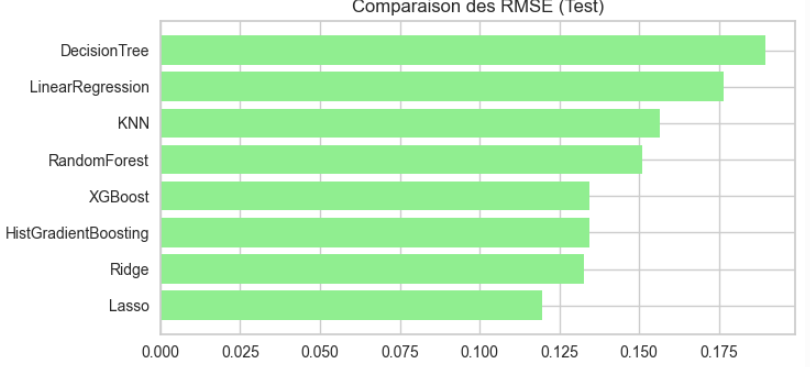 Comparaison des RMSE (Test)
DecisionTree
LinearRegression
KNN
RandomForest
XGBoost
HistGradientBoosting
Ridge
Lasso
0.000 0.025 0.050 0.075 0.100 0.125 0.150 0.175